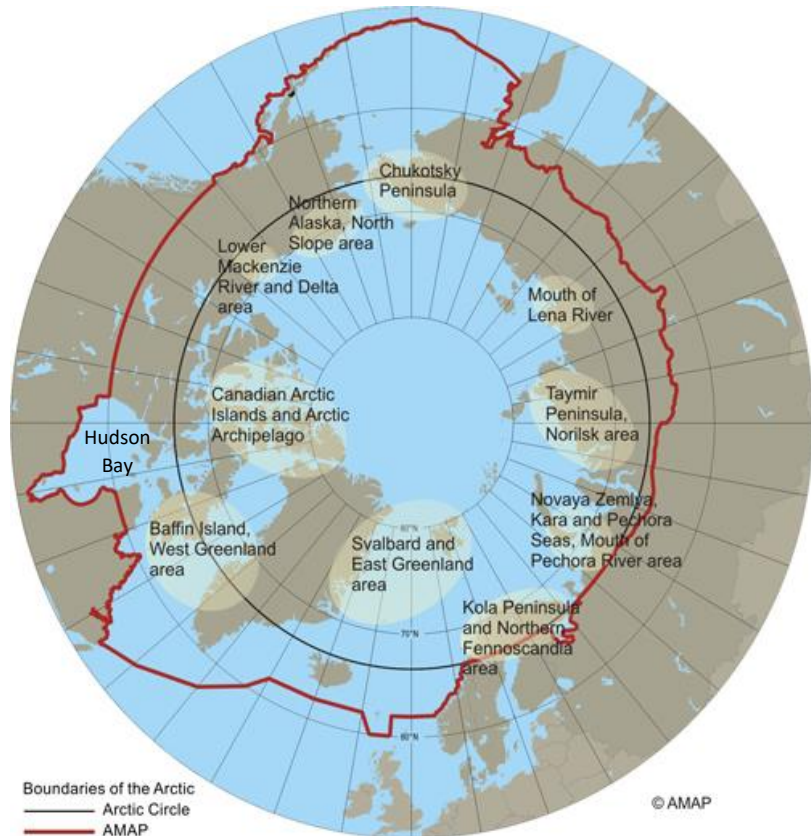 Chukotsky
Peninsula
Northern
Alaska, North
Slope area
Lower
Mackenzie
River and Delta
area
Mouth of
Lena River
Canadian Arctic
Islands and Arctic
Archipelago
Taymir
Peninsula,
Norilsk area
Hudson
Bay
Novaya Zemlya,
Kara and Pechora
Seas, Mouth of
Pechora River area
Baffin Island,
West Greenland
area
80°N
Svalbard and
East Greenland
area
Kola Peninsula
and Northern
Fennoscandia
area
70°N
60°N
Boundaries of the Arctic
Arctic Circle
AMAP
© AMAP